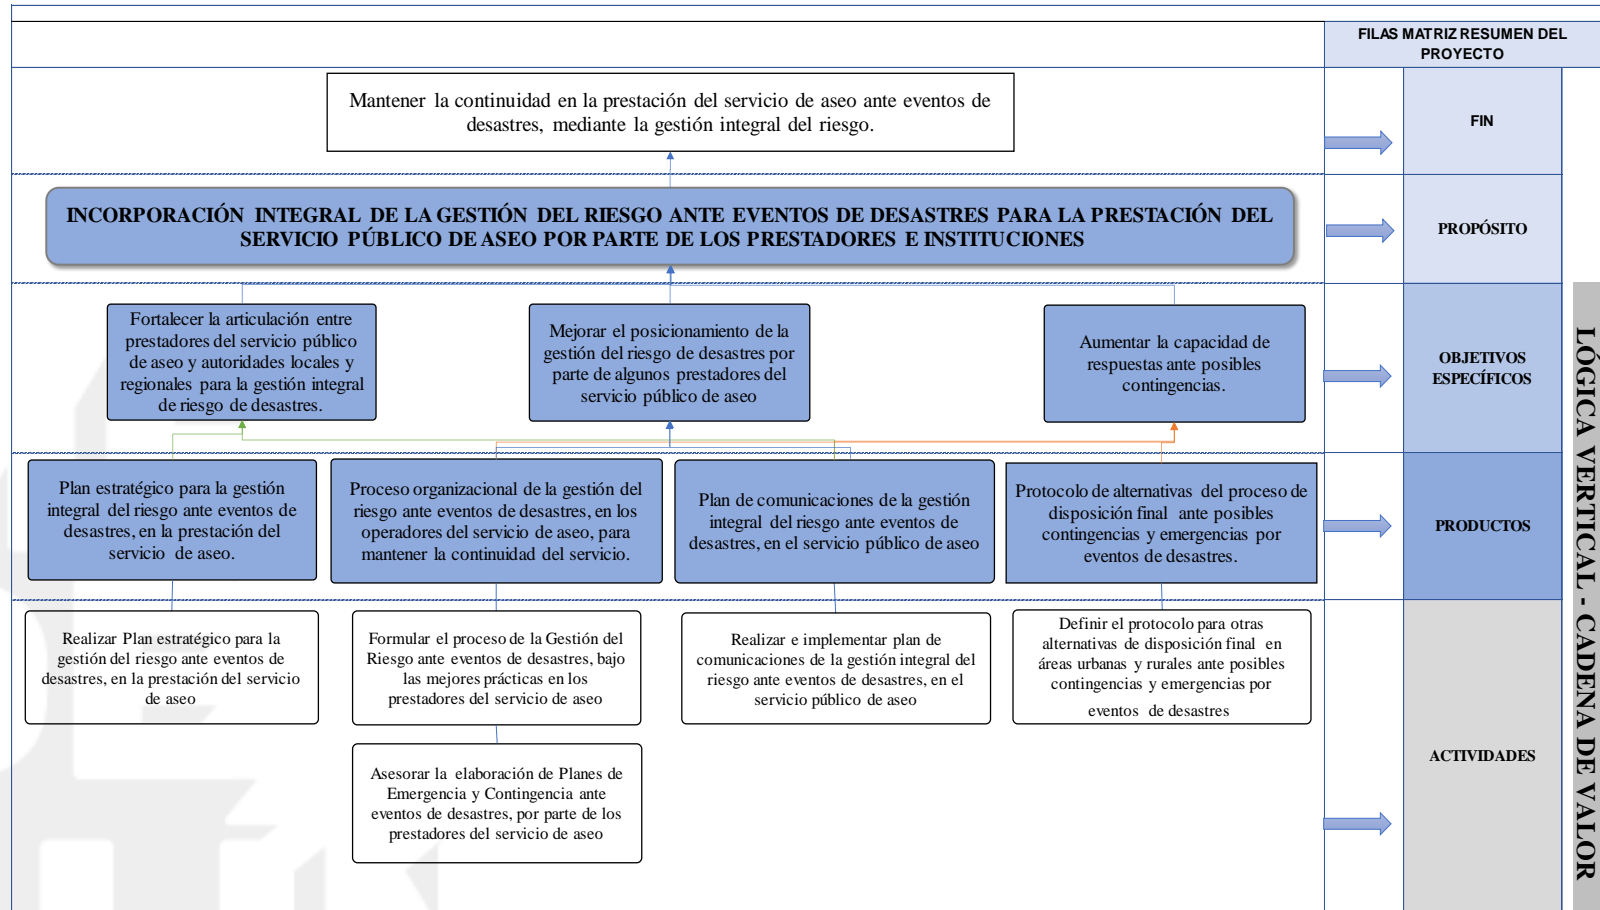 FILAS MATRIZ RESUMEN DEL
PROYECTO
Mantener la continuidad en la prestación del servicio de aseo ante eventos de
desastres, mediante la gestión integral del riesgo.
FIN
INCORPORACIÓN INTEGRAL DE LA GESTIÓN DEL RIESGO ANTE EVENTOS DE DESASTRES PARA LA PRESTACIÓN DEL
SERVICIO PÚBLICO DE ASEO POR PARTE DE LOS PRESTADORES E INSTITUCIONES
PROPÓSITO
Fortalecer la articulación entre
prestadores del servicio público
de aseo y autoridades locales y
regionales para la gestión integral
de riesgo de desastres.
Mejorar el posicionamiento de la
gestión del riesgo de desastres por
parte de algunos prestadores del
servicio público de aseo
Aumentar la capacidad de
respuestas ante posibles
contingencias.
OBJETIVOS
ESPECÍFICOS
Plan estratégico para la gestión
integral del riesgo ante eventos de
desastres, en la prestación del
servicio de aseo.
Proceso organizacional de la gestión del
riesgo ante eventos de desastres, en los
operadores del servicio de aseo, para
mantener la continuidad del servicio.
Plan de comunicaciones de la gestión
integral del riesgo ante eventos de
desastres, en el servicio público de aseo
Protocolo de alternativas del proceso de
disposición final ante posibles
contingencias y emergencias por
eventos de desastres.
PRODUCTOS
Realizar Plan estratégico para la
gestión del riesgo ante eventos de
desastres, en la prestación del servicio
de aseo
Formular el proceso de la Gestión del
Riesgo ante eventos de desastres, bajo
las mejores prácticas en los
prestadores del servicio de aseo
Realizar e implementar plan de
comunicaciones de la gestión integral del
riesgo ante eventos de desastres, en el
servicio público de aseo
Definir el protocolo para otras
alternativas de disposición final en
áreas urbanas y rurales ante posibles
contingencias y emergencias por
eventos de desastres
Asesorar la elaboración de Planes de
Emergencia y Contingencia ante
eventos de desastres, por parte de los
prestadores del servicio de aseo
ACTIVIDADES
LÓGICA VERTICAL - CADENA DE VALOR